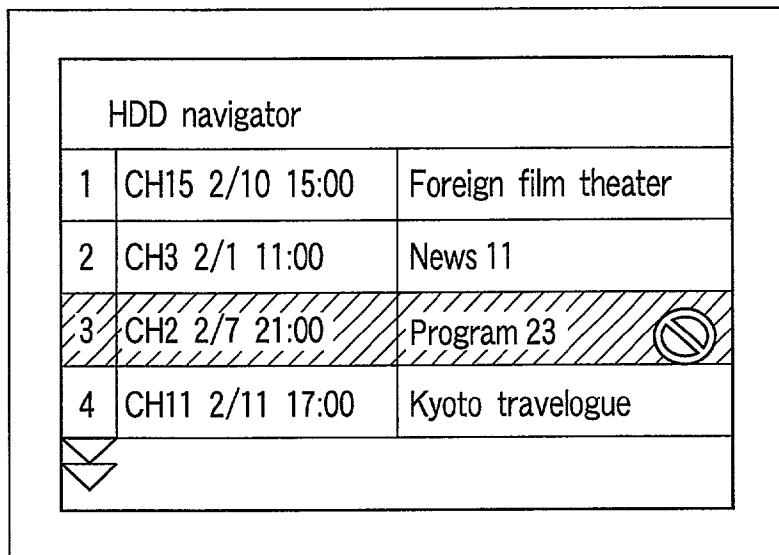 HDD navigator
1 CH15 2/10 15:00 Foreign film theater
2 CH3 2/1 11:00 News 11
3 CH2 2/7 21:00 Program 23
4 CH11 2/11 17:00 Kyoto travelogue